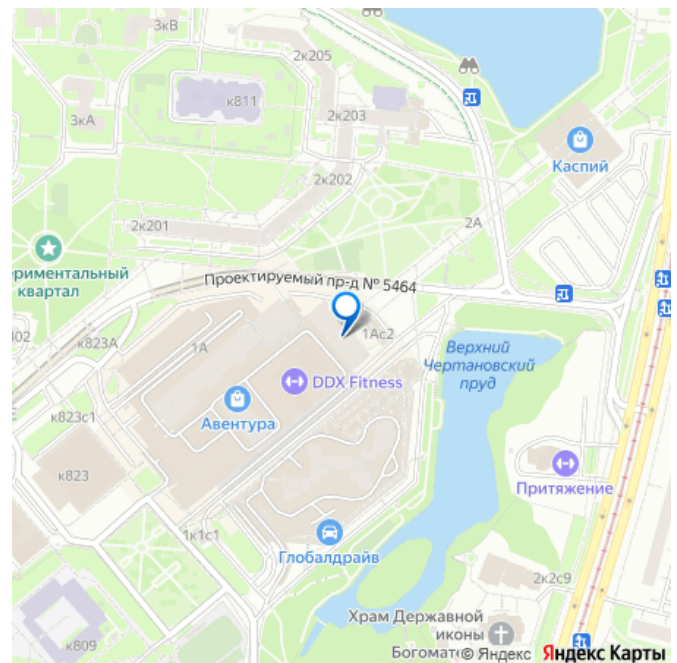 3кВ
2к205
к811
3кА
2к203
Каспий
2к202
2к201
2А
ериментальный
квартал
Проектируемый пр-д № 5464
402
к823А
1А
1Ас2
Верхний
Чертановский
пруд
DDX Fitness
Авентура
к823с1
к823
Притяжение
1к1с1
Глобалдрайв
2к2с9
к809
Храм Державной
иконы
Богомат
© Яндекс Яндекс Карты